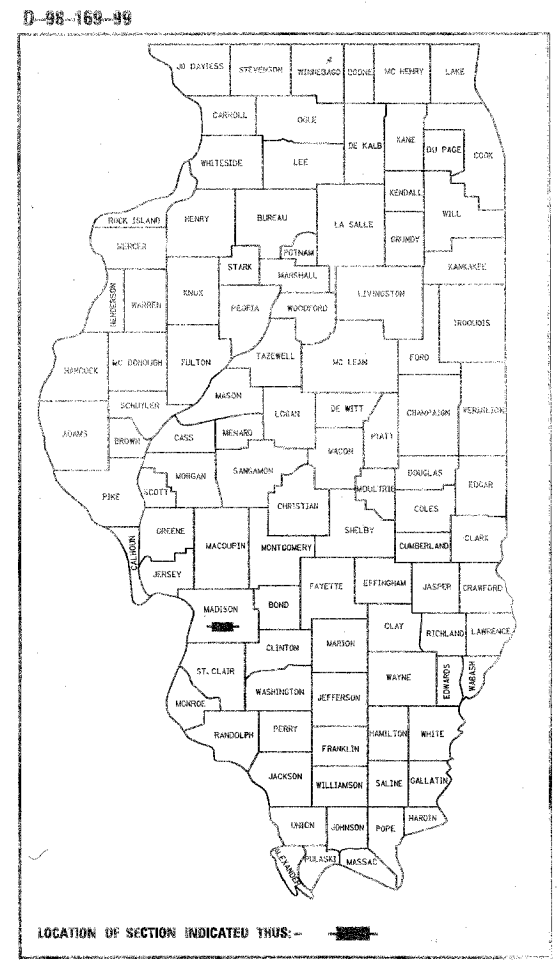 D-98-169-99
JO DAVIESS STEVENSON WINNEBAGO BOONE MC HENRY LAKE
CARROLL OGLE
DE KALB KANE DU PAGE COOK
WHITESIDE LEE
KENDALL
ROCK ISLAND HENRY BUREAU LA SALLE WILL
GRUNDY
MERCER PUTNAM
STARK MARSHALL KANKAKEE
HENDERSON WARREN KNOX PEORIA WOODFORD LIVINGSTON
IROQUOIS
HANCOCK MC DONOUGH FULTON TAZEWELL MC LEAN FORD
MASON
SCHUYLER LOGAN DE WITT CHAMPAIGN VERMILION
ADAMS BROWN CASS MENARD PIATT
MACON
MORGAN SANGAMON DOUGLAS
PIKE SCOTT CHRISTIAN MOULTRIE EDGAR
COLES
GREENE SHELBY
CALHOUN MACOUPIN MONTGOMERY CUMBERLAND CLARK
JERSEY FAYETTE EFFINGHAM JASPER CRAWFORD
MADISON BOND
CLAY
MARION RICHLAND LAWRENCE
CLINTON
ST. CLAIR WAYNE EDWARDS WABASH
WASHINGTON JEFFERSON
MONROE
RANDOLPH PERRY HAMILTON WHITE
FRANKLIN
JACKSON WILLIAMSON SALINE GALLATIN
UNION JOHNSON POPE HARDIN
ALEXANDER PULASKI MASSAC
LOCATION OF SECTION INDICATED THUS:-